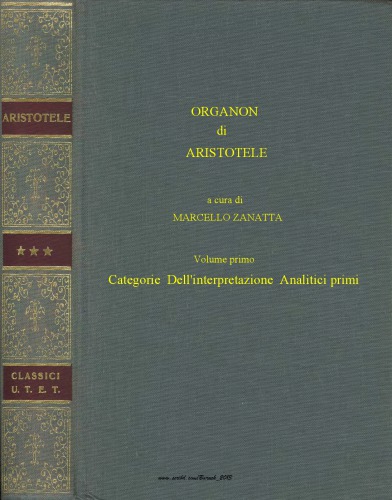 ARISTOTELE
★★★
CLASSICI
U. T. E. T.
ORGANON
di
ARISTOTELE
a cura di
MARCELLO ZANATTA
Volume primo
Categorie Dell'interpretazione Analitici primi